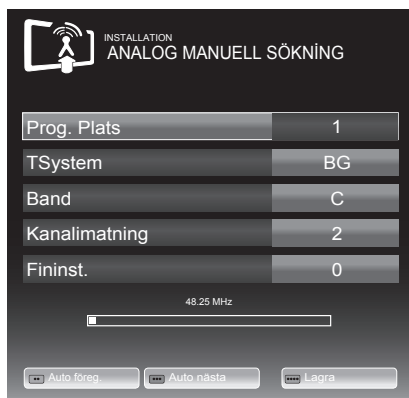 INSTALLATION
ANALOG MANUELL SÖKNİNG
Prog. Plats 1
TSystem BG
Band C
Kanalimatning 2
Fininst. 0
48.25 MHz
Auto föreg. Auto nästa Lagra